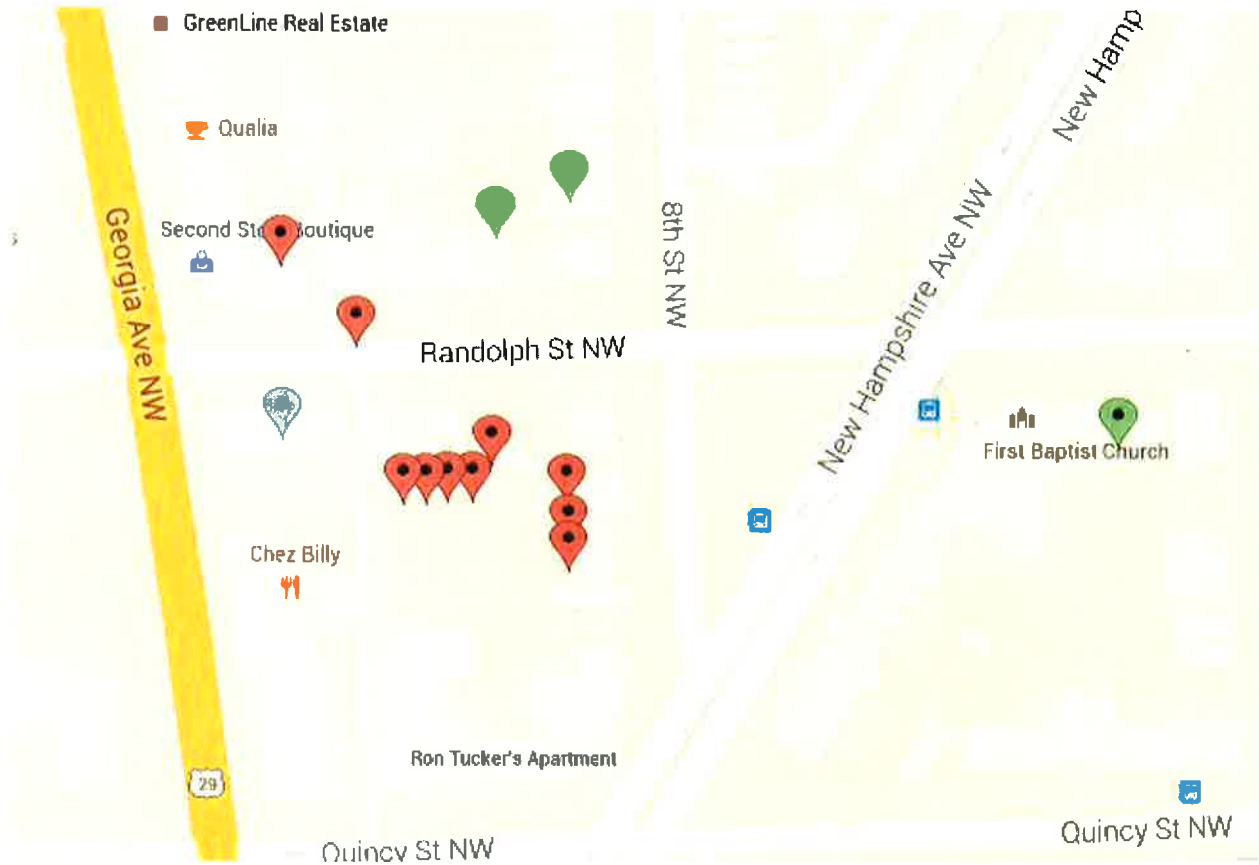 GreenLine Real Estate
New Hamp
Qualia
Georgia Ave NW
Second Sto Boutique
8th St NW
New Hampshire Ave NW
Randolph St NW
First Baptist Church
Chez Billy
Ron Tucker's Apartment
29
Quincy St NW
Quincy St NW